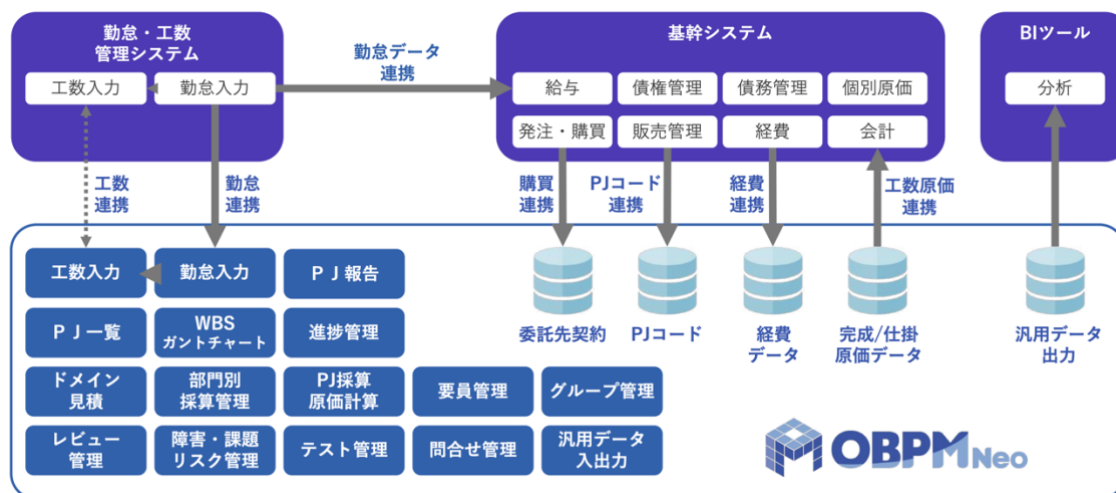 勤怠・工数
管理システム
工数入力
勤怠入力
勤怠データ
連携
基幹システム
給与
債権管理
債務管理
個別原価
発注・購買
販売管理
経費
会計
BIツール
分析
工数
連携
勤怠
連携
購買
連携
PJコード
連携
経費
連携
工数原価
連携
工数入力
勤怠入力
ＰＪ報告
ＰＪ一覧
WBS
ガントチャート
進捗管理
ドメイン
見積
部門別
採算管理
PJ採算
原価計算
要員管理
グループ管理
レビュー
管理
障害・課題
リスク管理
テスト管理
問合せ管理
汎用データ
入出力
委託先契約
PJコード
経費
データ
完成/仕掛
原価データ
汎用データ
出力
OBPM Neo